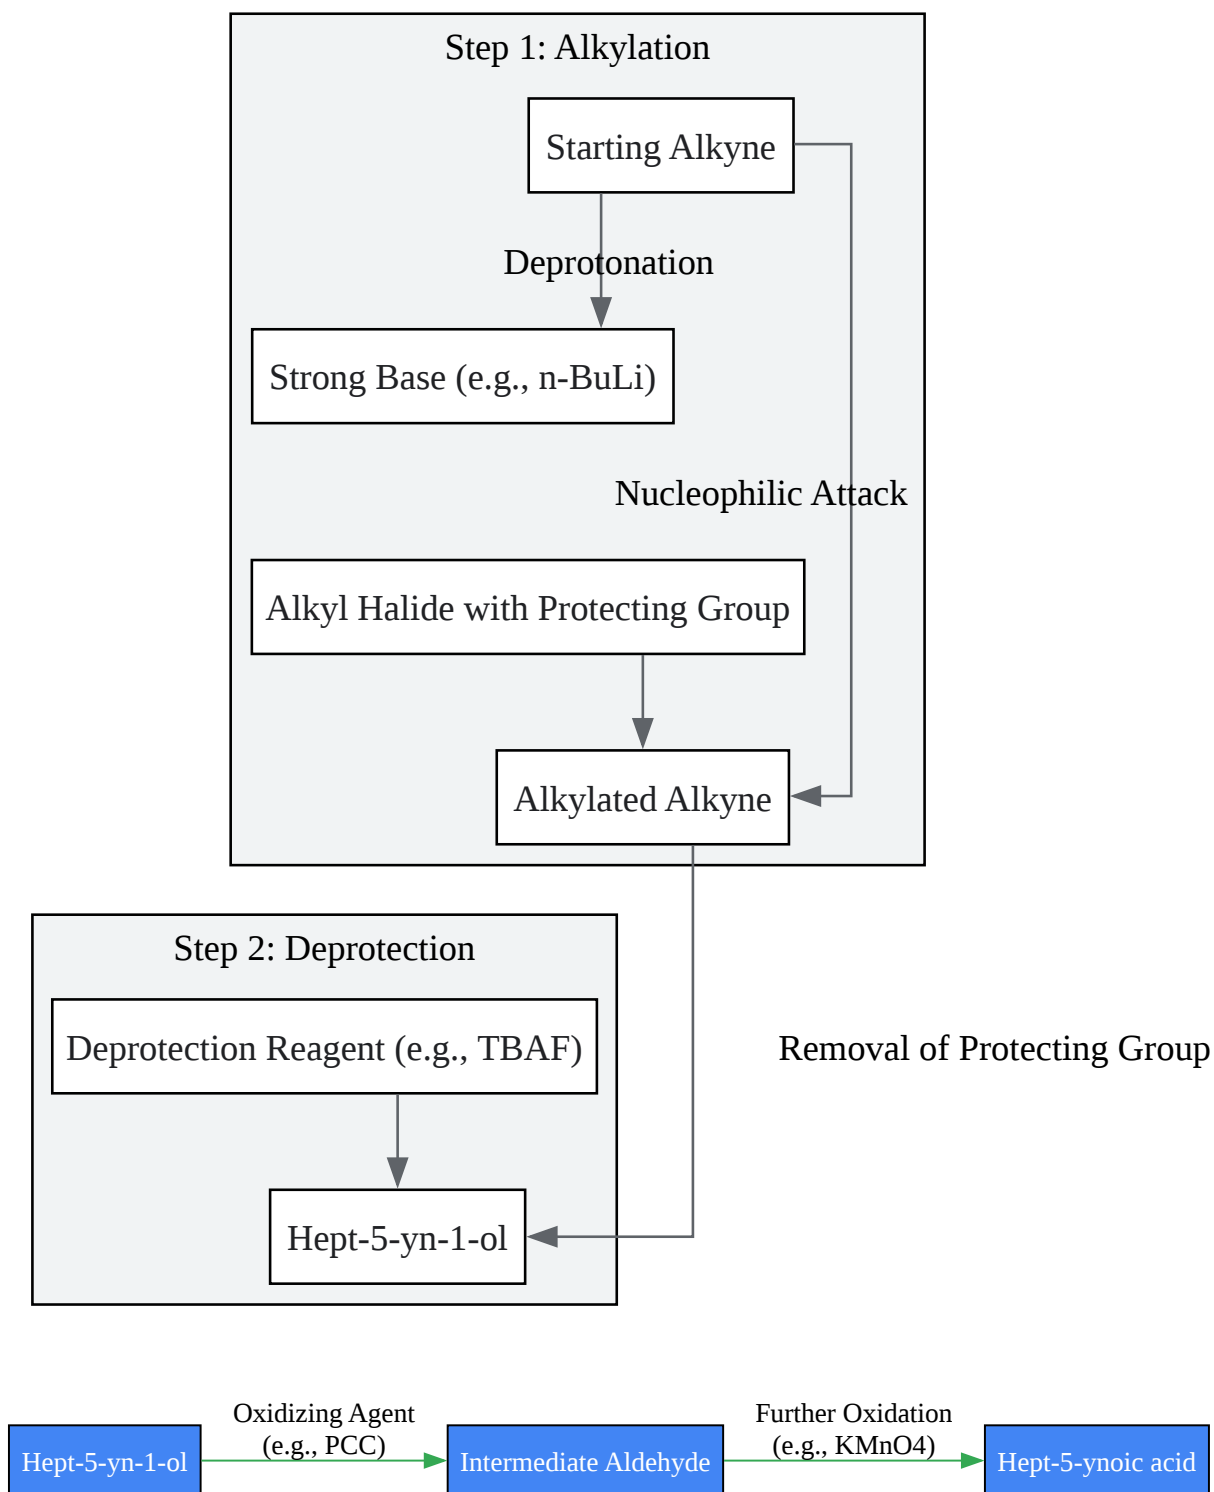 Step 1: Alkylation
Starting Alkyne
Deprotonation
Strong Base (e.g., n-BuLi)
Nucleophilic Attack
Alkyl Halide with Protecting Group
Alkylated Alkyne
Step 2: Deprotection
Deprotection Reagent (e.g., TBAF)
Removal of Protecting Group
Hept-5-yn-1-ol
Hept-5-yn-1-ol
Oxidizing Agent
(e.g., PCC)
Intermediate Aldehyde
Further Oxidation
(e.g., KMnO4)
Hept-5-ynoic acid